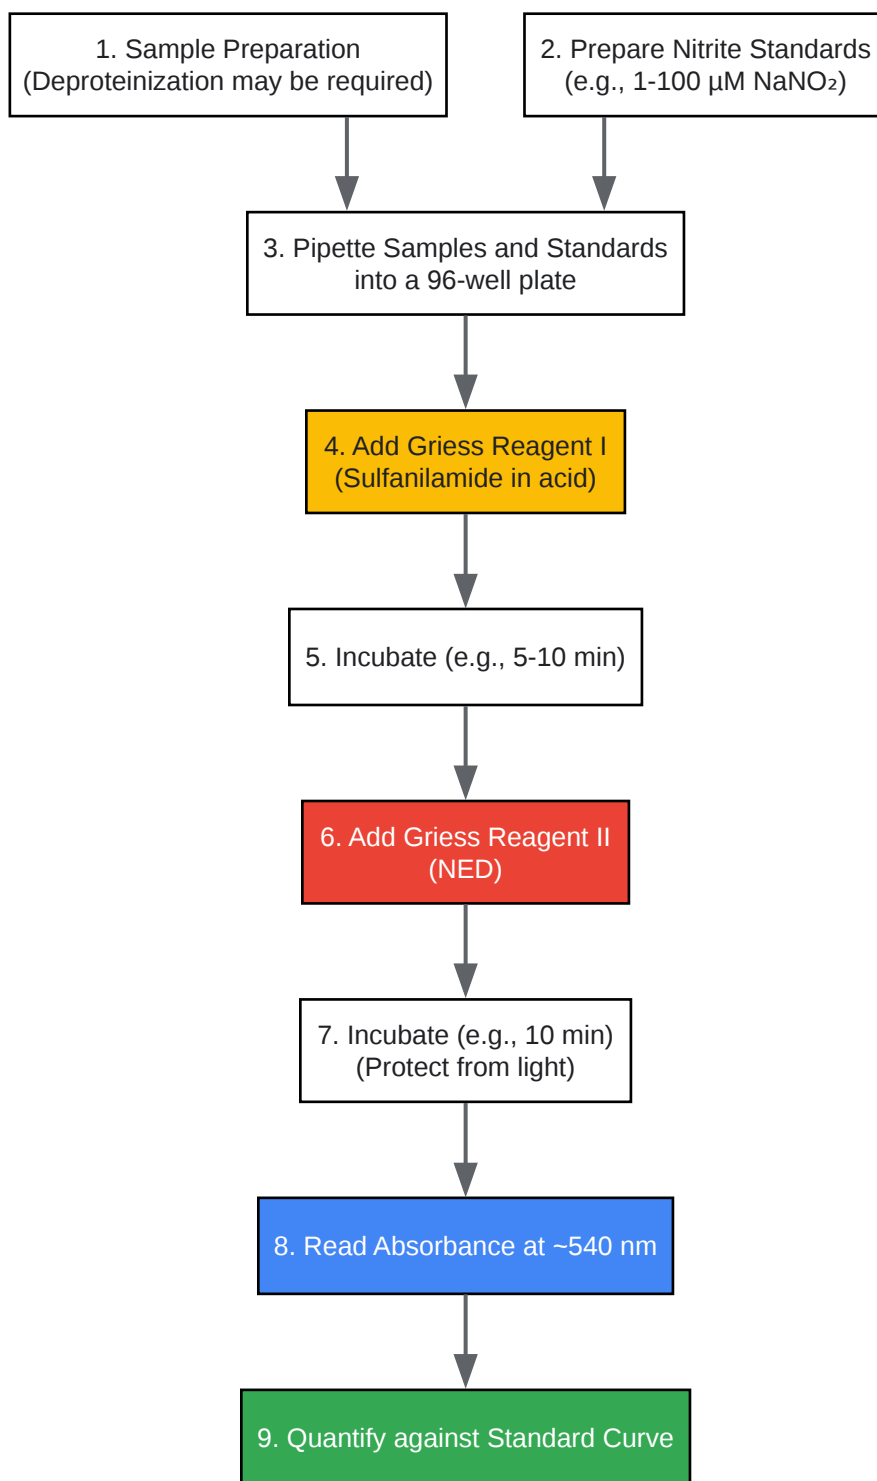 1. Sample Preparation
(Deproteinization may be required)
2. Prepare Nitrite Standards
(e.g., 1-100 µM NaNO₂)
3. Pipette Samples and Standards
into a 96-well plate
4. Add Griess Reagent I
(Sulfanilamide in acid)
5. Incubate (e.g., 5-10 min)
6. Add Griess Reagent II
(NED)
7. Incubate (e.g., 10 min)
(Protect from light)
8. Read Absorbance at ~540 nm
9. Quantify against Standard Curve